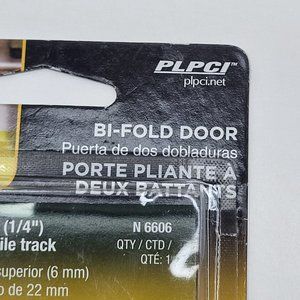 PLPCI™
plpci.net
BI-FOLD DOOR
Puerta de dos dobladuras
PORTE PLIANTE À
DEUX BATTANTS
(1/4")
N 6606
ile track
QTY / CTD /
QTÉ: 1
superior (6 mm)
o de 22 mm